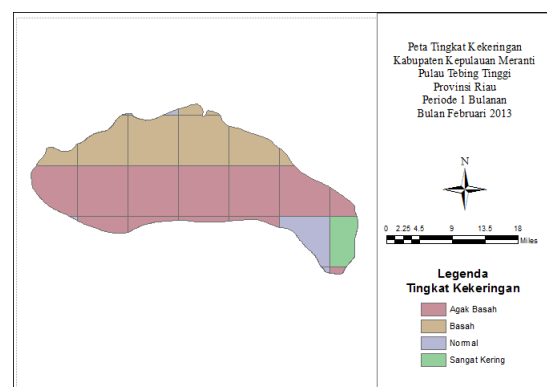 Peta Tingkat Kekeringan
Kabupaten Kepulauan Meranti
Pulau Tebing Tinggi
Provinsi Riau
Periode 1 Bulanan
Bulan Februari 2013
N
0 2.25 4.5 9 13.5 18
Miles
Legenda
Tingkat Kekeringan
Agak Basah
Basah
Normal
Sangat Kering